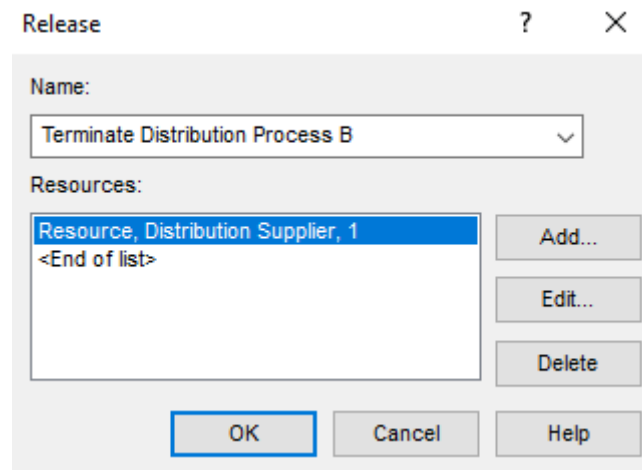 Release
?
Name:
Terminate Distribution Process B
Resources:
Resource, Distribution Supplier, 1
<End of list>
Add...
Edit...
Delete
OK
Cancel
Help